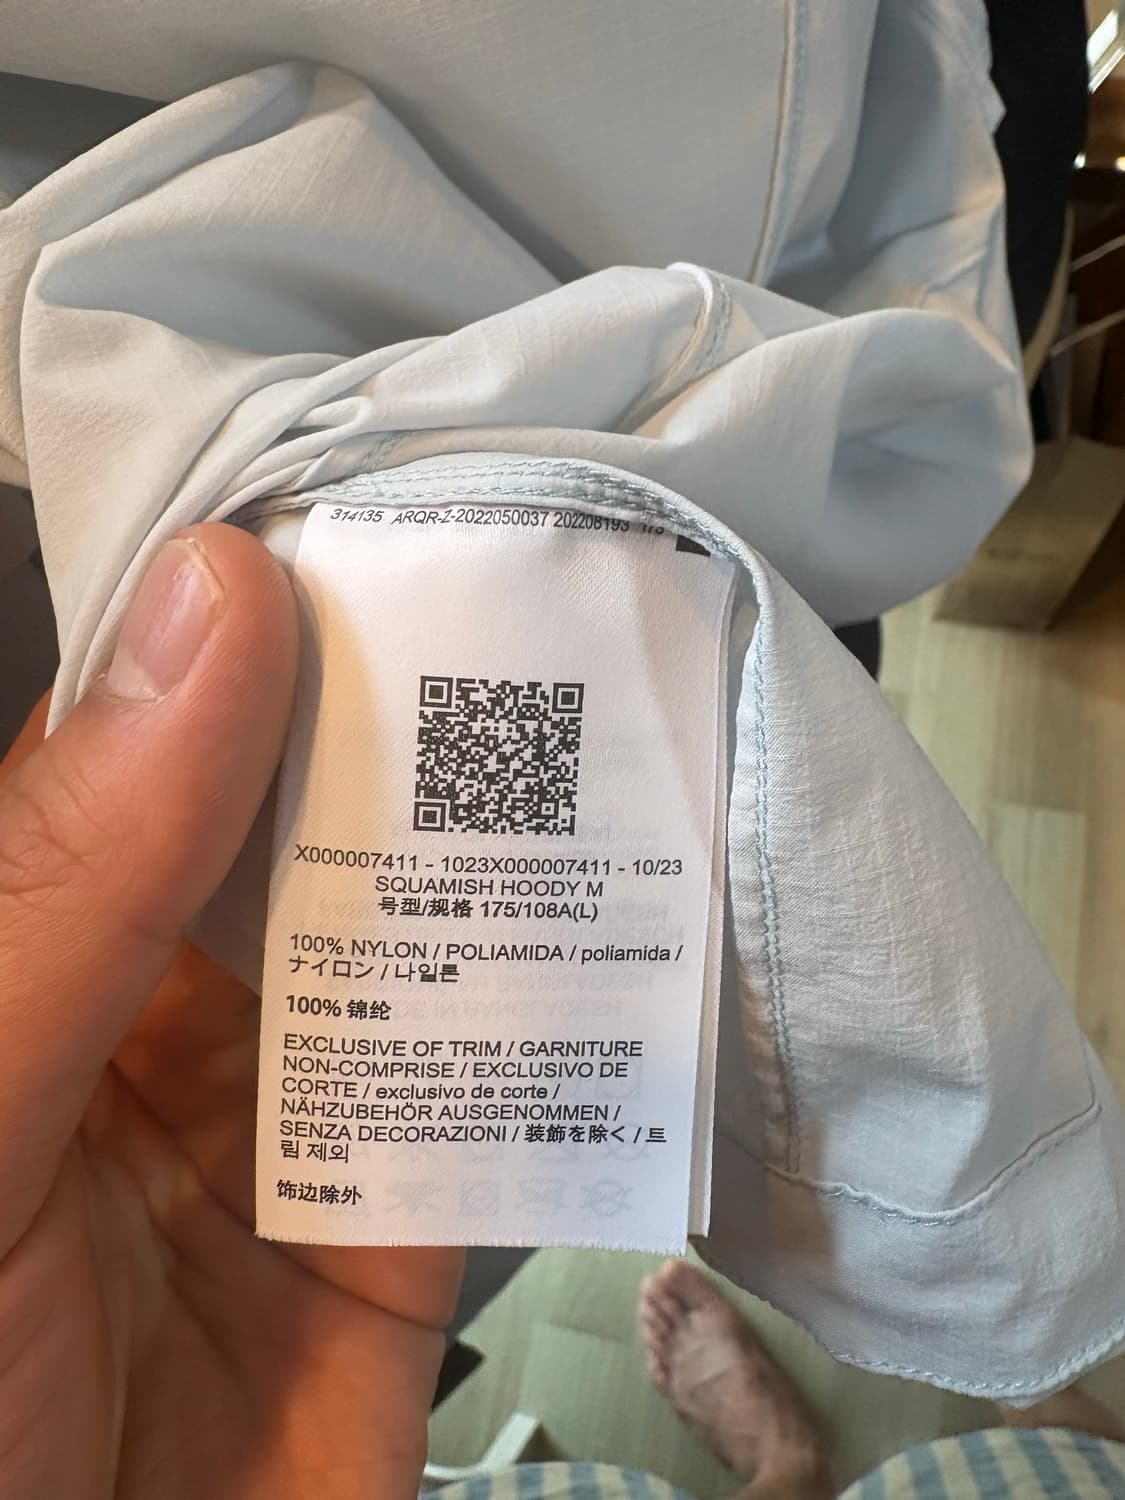 314135 ARQR-Z-2022050037 202208193 1/3
X000007411 - 1023X000007411 - 10/23
SQUAMISH HOODY M
号型/规格 175/108A(L)
100% NYLON / POLIAMIDA / poliamida /
ナイロン / 나일론
100% 锦纶
EXCLUSIVE OF TRIM / GARNITURE
NON-COMPRISE / EXCLUSIVO DE
CORTE / exclusivo de corte /
NÄHZUBEHÖR AUSGENOMMEN /
SENZA DECORAZIONI / 装飾を除く / 트
림 제외
饰边除外